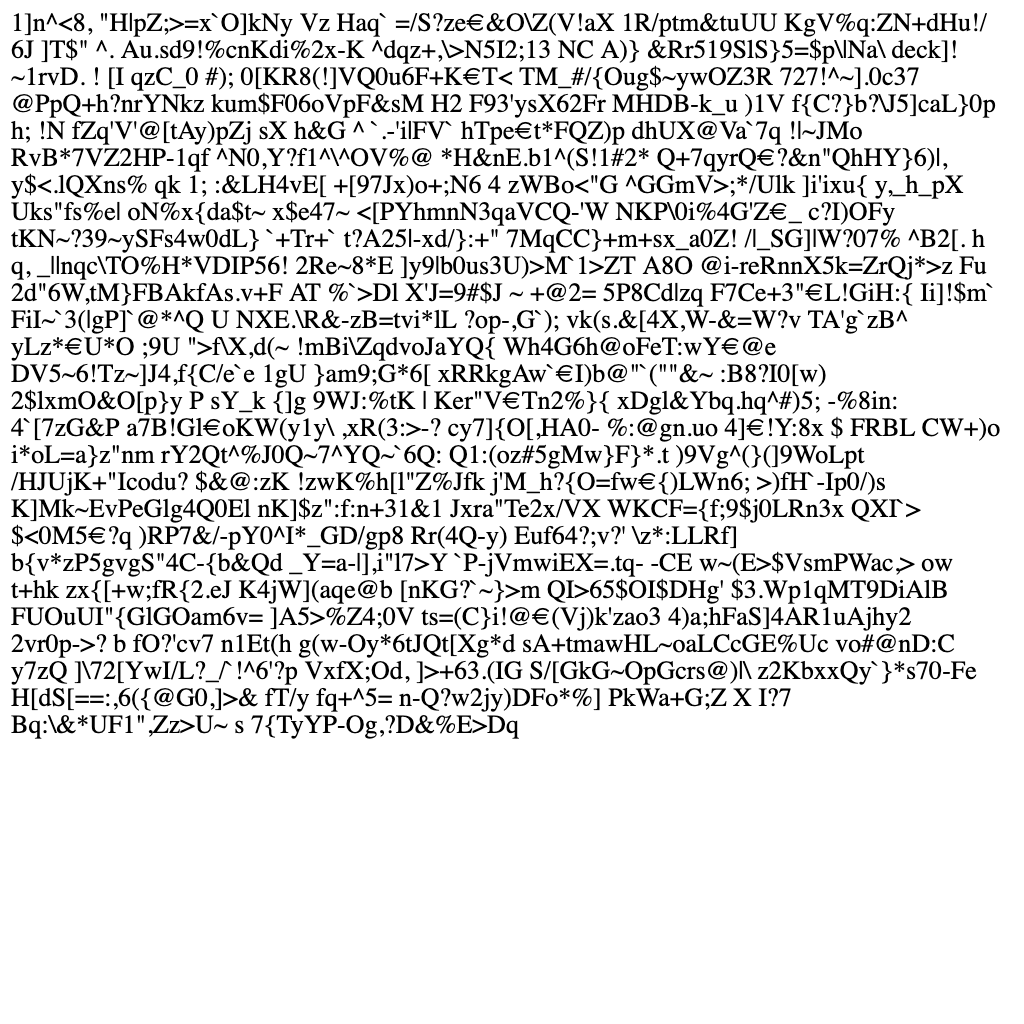 1]n^<8, "H|pZ;>=x`O]kNy Vz Haq` =/S?ze€&O\Z(V!aX 1R/ptm&tuUU KgV%q:ZN+dHu!/
6J ]T$" ^. Au.sd9!%cnKdi%2x-K ^dqz+,\>N5I2;13 NC A)} &Rr519SlS}5=$p\lNa\ deck]!
~1rvD. ! [I qzC_0 #); 0[KR8(!]VQ0u6F+K€T< TM_#/{Oug$~ywOZ3R 727!^~].0c37
@PpQ+h?nrYNkz kum$F06oVpF&sM H2 F93'ysX62Fr MHDB-k_u )1V f{C?}b?\J5]caL}0p
h; !N fZq'V'@[tAy)pZj sX h&G ^ `.-'i|FV` hTpe€t*FQZ)p dhUX@Va`7q !|~JMo
RvB*7VZ2HP-1qf ^N0,Y?f1^\^OV%@ *H&nE.b1^(S!1#2* Q+7qyrQ€?&n"QhHY}6)|,
y$<.lQXns% qk 1; :&LH4vE[ +[97Jx)o+;N6 4 zWBo<"G ^GGmV>;*/Ulk ]i'ixu{ y,_h_pX
Uks"fs%e| oN%x{da$t~ x$e47~ <[PYhmnN3qaVCQ-'W NKP\0i%4G'Z€_ c?I)OFy
tKN~?39~ySFs4w0dL} `+Tr+` t?A25|-xd/}:+" 7MqCC}+m+sx_a0Z! /|_SG]|W?07% ^B2[. h
q, _||nqc\TO%H*VDIP56! 2Re~8*E ]y9|b0us3U)>M`1>ZT A8O @i-reRnnX5k=ZrQj*>z Fu
2d"6W,tM}FBAkfAs.v+F AT %`>Dl X'J=9#$J ~ +@2= 5P8Cd|zq F7Ce+3"€L!GiH:{ Ii]!$m`
FiI~`3(|gP]`@*^Q U NXE.\R&-zB=tvi*lL ?op-,G`); vk(s.&[4X,W-&=W?v TA'g`zB^
yLz*€U*O ;9U ">f\X,d(~ !mBi\ZqdvoJaYQ{ Wh4G6h@oFeT:wY€@e
DV5~6!Tz~]J4,f{C/e`e 1gU }am9;G*6[ xRRkgAw`€I)b@"`(""&~ :B8?I0[w)
2$lxmO&O[p}y P sY_k {]g 9WJ:%tK | Ker"V€Tn2%}{ xDgl&Ybq.hq^#)5; -%8in:
4`[7zG&P a7B!Gl€oKW(y1y\ ,xR(3:>-? cy7]{O[,HA0- %:@gn.uo 4]€!Y:8x $ FRBL CW+)o
i*oL=a}z"nm rY2Qt^%J0Q~7^YQ~`6Q: Q1:(oz#5gMw}F}*.t )9Vg^(}(]9WoLpt
/HJUjK+"Icodu? $&@:zK !zwK%h[l"Z%Jfk j'M_h?{O=fw€{)LWn6; >)fH`-Ip0/)s
K]Mk~EvPeGlg4Q0El nK]$z":f:n+31&1 Jxra"Te2x/VX WKCF={f;9$j0LRn3x QXI`>
$<0M5€?q )RP7&/-pY0^I*_GD/gp8 Rr(4Q-y) Euf64?;v?' \z*:LLRf]
b{v*zP5gvgS"4C-{b&Qd _Y=a-|],i"l7>Y `P-jVmwiEX=.tq- -CE w~(E>$VsmPWac,> ow
t+hk zx{[+w;fR{2.eJ K4jW](aqe@b [nKG?`~}>m QI>65$OI$DHg' $3.Wp1qMT9DiAlB
FUOuUI"{GlGOam6v= ]A5>%Z4;0V ts=(C}i!@€(Vj)k'zao3 4)a;hFaS]4AR1uAjhy2
2vr0p->? b fO?'cv7 n1Et(h g(w-Oy*6tJQt[Xg*d sA+tmawHL~oaLCcGE%Uc vo#@nD:C
y7zQ ]\72[YwI/L?_/`!^6'?p VxfX;Od, ]>+63.(IG S/[GkG~OpGcrs@)|\ z2KbxxQy`}*s70-Fe
H[dS[==:,6({@G0,]>& fT/y fq+^5= n-Q?w2jy)DFo*%] PkWa+G;Z X I?7
Bq:\&*UF1",Zz>U~ s 7{TyYP-Og,?D&%E>Dq